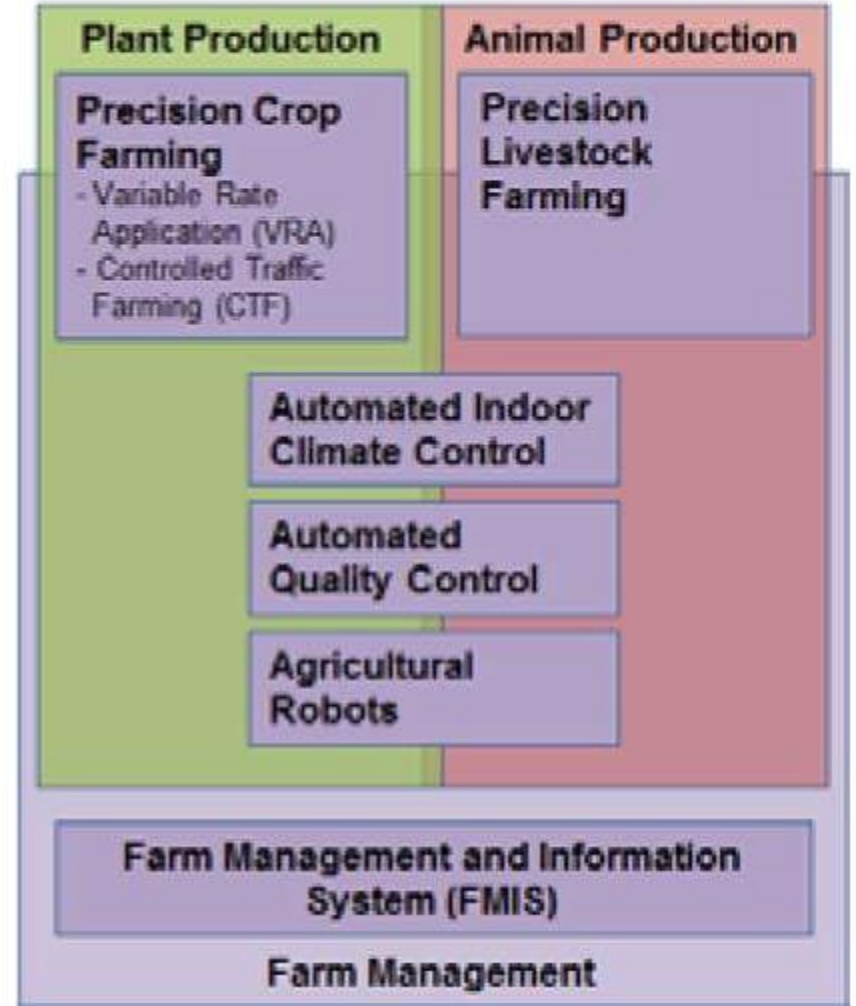 Plant Production
Animal Production
Precision Crop
Farming
- Variable Rate
Application (VRA)
- Controlled Traffic
Farming (CTF)
Precision
Livestock
Farming
Automated Indoor
Climate Control
Automated
Quality Control
Agricultural
Robots
Farm Management and Information
System (FMIS)
Farm Management